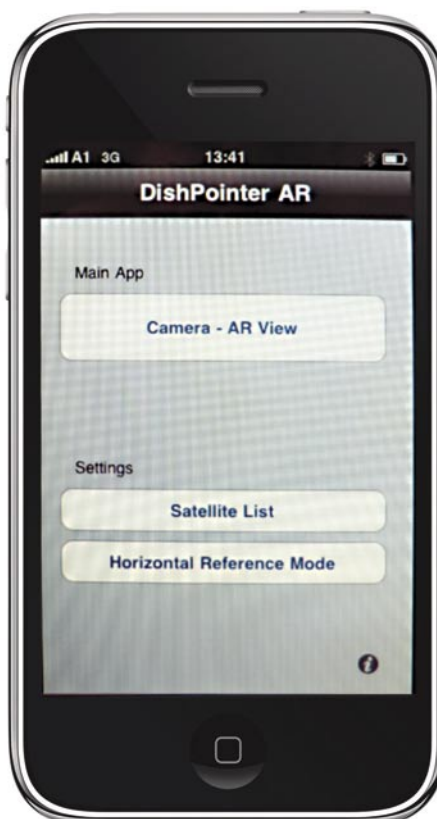 A1 3G 13:41
DishPointer AR
Main App
Camera - AR View
Settings
Satellite List
Horizontal Reference Mode
i